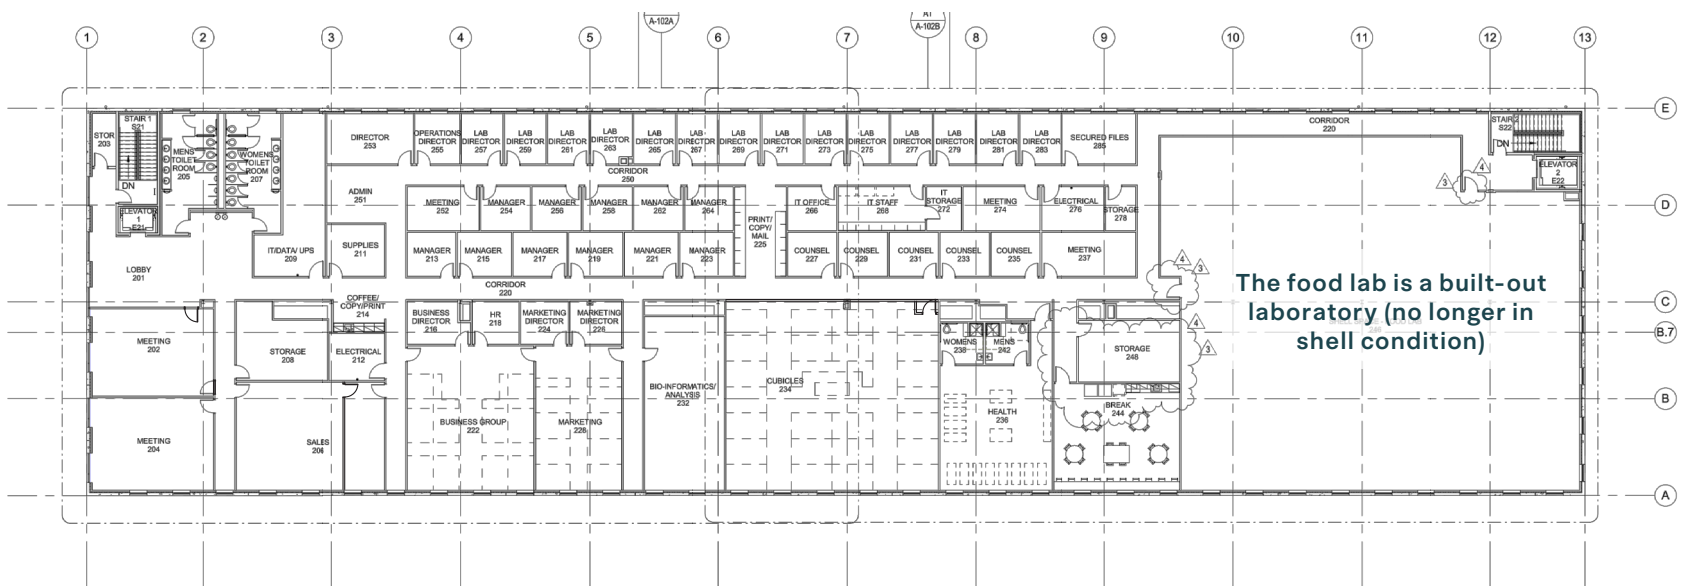 A-102A
A1
A-102B
1
2
3
4
5
6
7
8
9
10
11
12
13
E
D
C
B.7
B
A
STOR
203
STAIR 1
S21
DN
ELEVATOR
1
E21
MENS
TOILET
ROOM
205
WOMENS
TOILET
ROOM
207
DIRECTOR
253
OPERATIONS
DIRECTOR
255
LAB
DIRECTOR
257
LAB
DIRECTOR
259
LAB
DIRECTOR
261
LAB
DIRECTOR
263
LAB
DIRECTOR
265
LAB
DIRECTOR
267
LAB
DIRECTOR
269
LAB
DIRECTOR
271
LAB
DIRECTOR
273
LAB
DIRECTOR
275
LAB
DIRECTOR
277
LAB
DIRECTOR
279
LAB
DIRECTOR
281
LAB
DIRECTOR
283
SECURED FILES
285
CORRIDOR
220
STAIR 2
S22
DN
ELEVATOR
2
E22
4
3
CORRIDOR
250
ADMIN
251
MEETING
252
MANAGER
254
MANAGER
256
MANAGER
258
MANAGER
262
MANAGER
264
PRINT/
COPY/
MAIL
225
IT OFFICE
266
IT STAFF
268
IT
STORAGE
272
MEETING
274
ELECTRICAL
276
STORAGE
278
LOBBY
201
IT/DATA/ UPS
209
SUPPLIES
211
MANAGER
213
MANAGER
215
MANAGER
217
MANAGER
219
MANAGER
221
MANAGER
223
COUNSEL
227
COUNSEL
229
COUNSEL
231
COUNSEL
233
COUNSEL
235
MEETING
237
4
3
CORRIDOR
220
COFFEE/
COPY/PRINT
214
MEETING
202
STORAGE
208
ELECTRICAL
212
BUSINESS
DIRECTOR
216
HR
218
MARKETING
DIRECTOR
224
MARKETING
DIRECTOR
226
WOMENS
238
MENS
242
STORAGE
248
4
3
The food lab is a built-out
laboratory (no longer in
shell condition)
BIO-INFORMATICS/
ANALYSIS
232
CUBICLES
234
MEETING
204
SALES
206
BUSINESS GROUP
222
MARKETING
228
HEALTH
236
BREAK
244